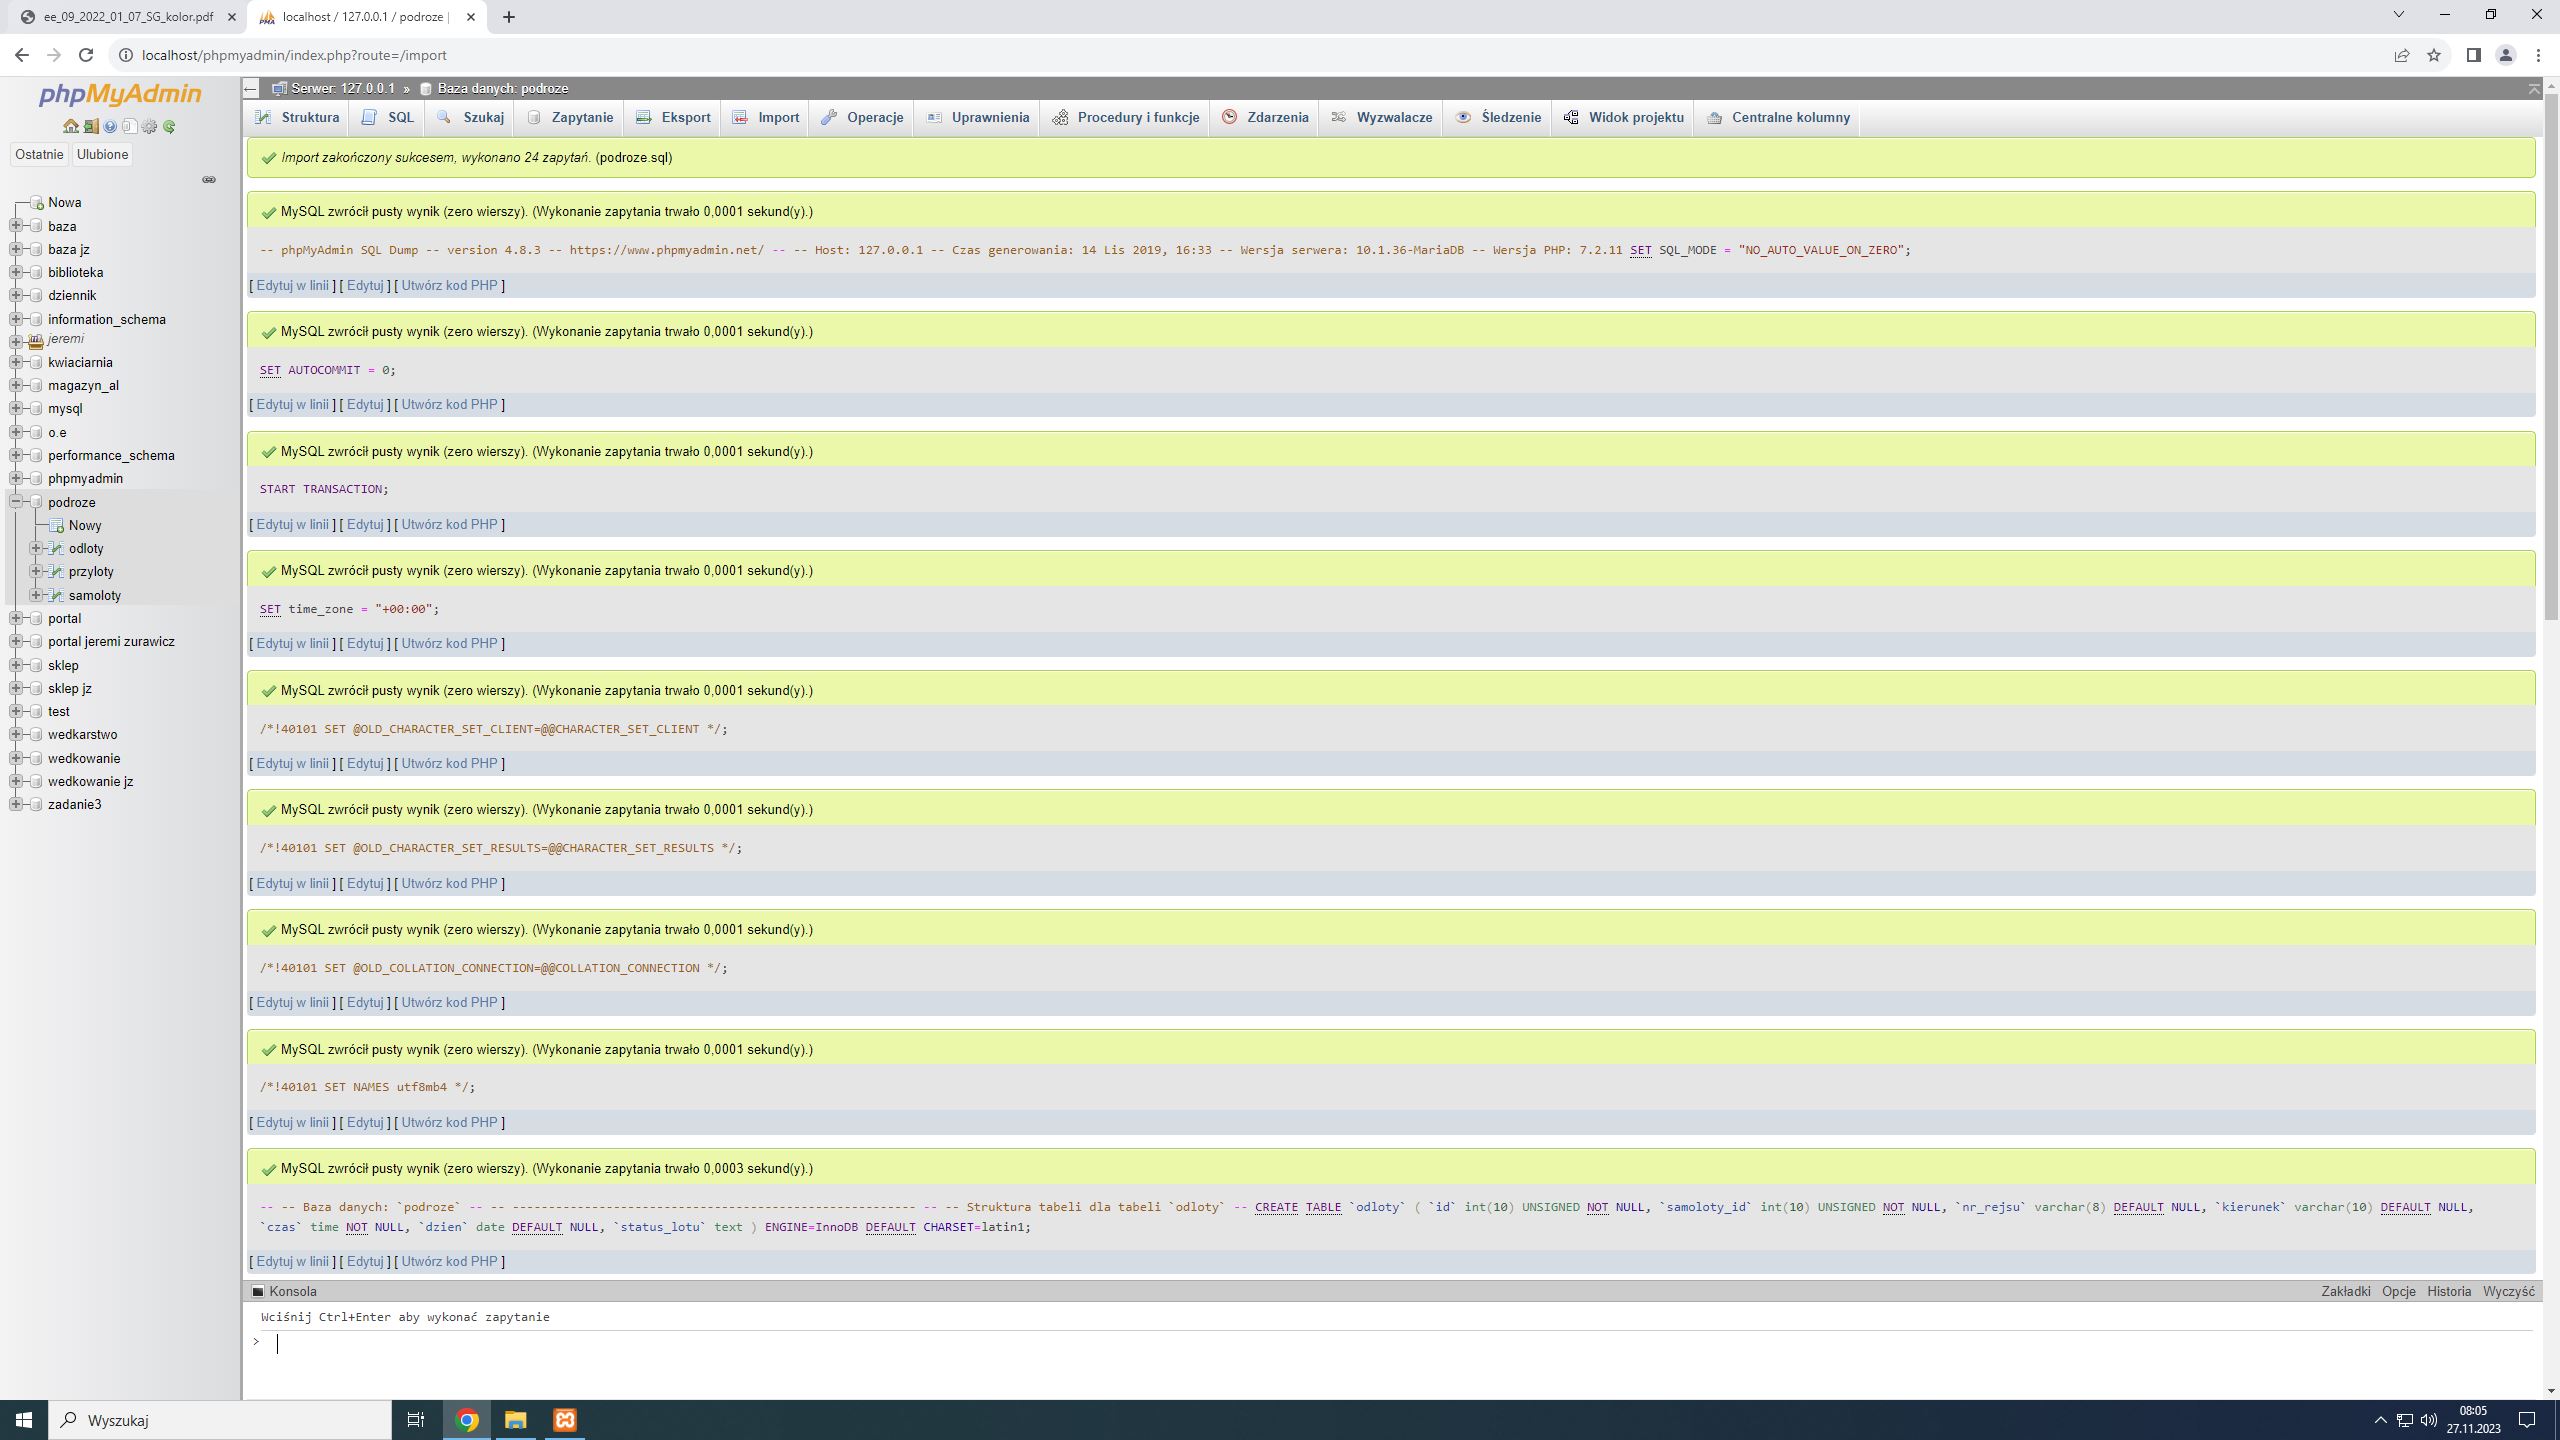 ee_09_2022_01_07_SG_kolor.pdf
localhost / 127.0.0.1 / podroze |
localhost/phpmyadmin/index.php?route=/import
phpMyAdmin
Ostatnie Ulubione
Nowa
baza
baza jz
biblioteka
dziennik
information_schema
jeremi
kwiaciarnia
magazyn_al
mysql
o.e
performance_schema
phpmyadmin
podroze
Nowy
odloty
przyloty
samoloty
portal
portal jeremi zurawicz
sklep
sklep jz
test
wedkarstwo
wedkowanie
wedkowanie jz
zadanie3
Serwer: 127.0.0.1 » Baza danych: podroze
Struktura SQL Szukaj Zapytanie Eksport Import Operacje Uprawnienia Procedury i funkcje Zdarzenia Wyzwalacze Śledzenie Widok projektu Centralne kolumny
Import zakończony sukcesem, wykonano 24 zapytań. (podroze.sql)
MySQL zwrócił pusty wynik (zero wierszy). (Wykonanie zapytania trwało 0,0001 sekund(y).)
-- phpMyAdmin SQL Dump -- version 4.8.3 -- https://www.phpmyadmin.net/ -- -- Host: 127.0.0.1 -- Czas generowania: 14 Lis 2019, 16:33 -- Wersja serwera: 10.1.36-MariaDB -- Wersja PHP: 7.2.11 SET SQL_MODE = "NO_AUTO_VALUE_ON_ZERO";
[ Edytuj w linii ] [ Edytuj ] [ Utwórz kod PHP ]
MySQL zwrócił pusty wynik (zero wierszy). (Wykonanie zapytania trwało 0,0001 sekund(y).)
SET AUTOCOMMIT = 0;
[ Edytuj w linii ] [ Edytuj ] [ Utwórz kod PHP ]
MySQL zwrócił pusty wynik (zero wierszy). (Wykonanie zapytania trwało 0,0001 sekund(y).)
START TRANSACTION;
[ Edytuj w linii ] [ Edytuj ] [ Utwórz kod PHP ]
MySQL zwrócił pusty wynik (zero wierszy). (Wykonanie zapytania trwało 0,0001 sekund(y).)
SET time_zone = "+00:00";
[ Edytuj w linii ] [ Edytuj ] [ Utwórz kod PHP ]
MySQL zwrócił pusty wynik (zero wierszy). (Wykonanie zapytania trwało 0,0001 sekund(y).)
/*!40101 SET @OLD_CHARACTER_SET_CLIENT=@@CHARACTER_SET_CLIENT */;
[ Edytuj w linii ] [ Edytuj ] [ Utwórz kod PHP ]
MySQL zwrócił pusty wynik (zero wierszy). (Wykonanie zapytania trwało 0,0001 sekund(y).)
/*!40101 SET @OLD_CHARACTER_SET_RESULTS=@@CHARACTER_SET_RESULTS */;
[ Edytuj w linii ] [ Edytuj ] [ Utwórz kod PHP ]
MySQL zwrócił pusty wynik (zero wierszy). (Wykonanie zapytania trwało 0,0001 sekund(y).)
/*!40101 SET @OLD_COLLATION_CONNECTION=@@COLLATION_CONNECTION */;
[ Edytuj w linii ] [ Edytuj ] [ Utwórz kod PHP ]
MySQL zwrócił pusty wynik (zero wierszy). (Wykonanie zapytania trwało 0,0001 sekund(y).)
/*!40101 SET NAMES utf8mb4 */;
[ Edytuj w linii ] [ Edytuj ] [ Utwórz kod PHP ]
MySQL zwrócił pusty wynik (zero wierszy). (Wykonanie zapytania trwało 0,0003 sekund(y).)
-- -- Baza danych: `podroze` -- -- -------------------------------------------------------- -- -- Struktura tabeli dla tabeli `odloty` -- CREATE TABLE `odloty` ( `id` int(10) UNSIGNED NOT NULL, `samoloty_id` int(10) UNSIGNED NOT NULL, `nr_rejsu` varchar(8) DEFAULT NULL, `kierunek` varchar(10) DEFAULT NULL,
`czas` time NOT NULL, `dzien` date DEFAULT NULL, `status_lotu` text ) ENGINE=InnoDB DEFAULT CHARSET=latin1;
[ Edytuj w linii ] [ Edytuj ] [ Utwórz kod PHP ]
Konsola Zakładki Opcje Historia Wyczyść
Wciśnij Ctrl+Enter aby wykonać zapytanie
>
Wyszukaj
08:05
27.11.2023